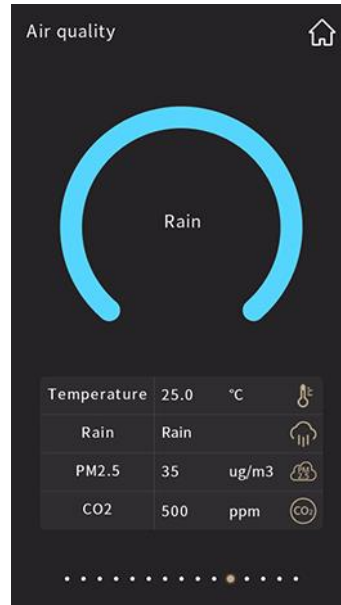 Air quality
Rain
Temperature 25.0 °C
Rain Rain
PM2.5 35 ug/m3
CO2 500 ppm